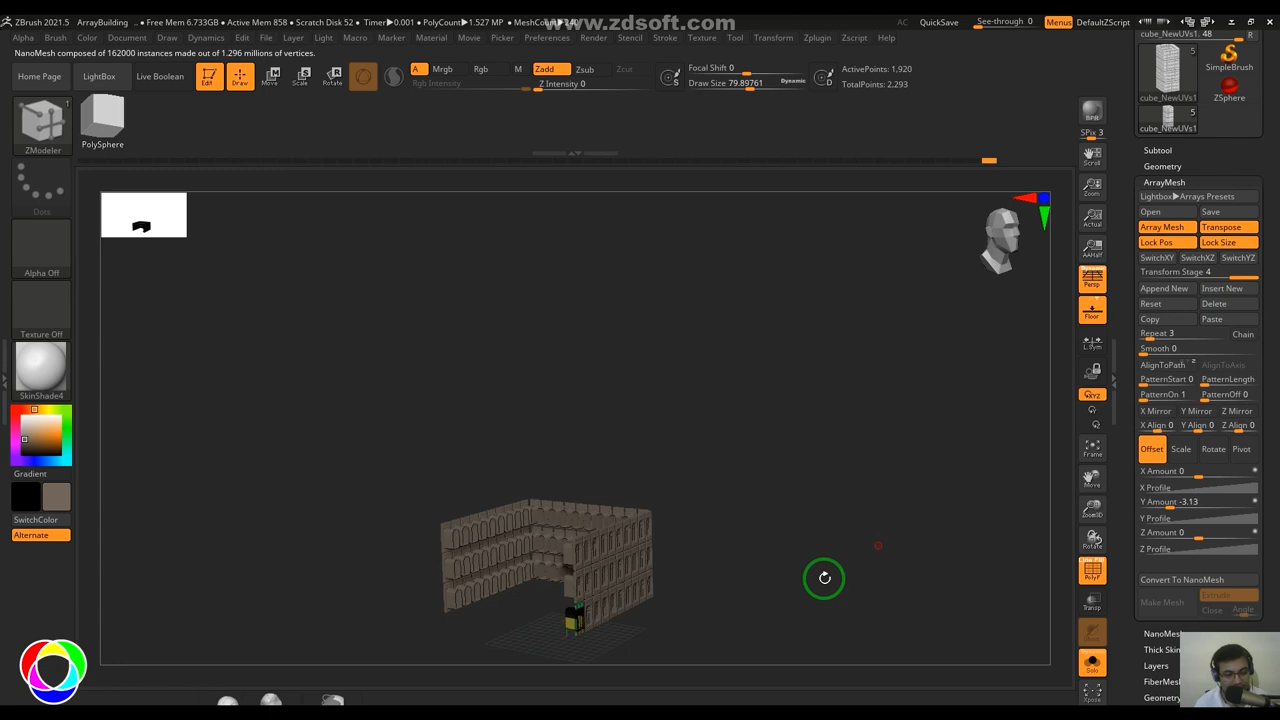 www.zdsoft.com
ZBrush 2021.5 ArrayBuilding .. • Free Mem 6.733GB • Active Mem 858 • Scratch Disk 52 • Timer▶0.001 • PolyCount▶1.527 MP • MeshCount▶240
AC QuickSave See-through 0 Menus DefaultZScript
Alpha Brush Color Document Draw Dynamics Edit File Layer Light Macro Marker Material Movie Picker Preferences Render Stencil Stroke Texture Tool Transform Zplugin Zscript Help
NanoMesh composed of 162000 instances made out of 1.296 millions of vertices.
Home Page LightBox Live Boolean Edit Draw Move Scale Rotate
A Mrgb Rgb M Zadd Zsub Zcut
Rgb Intensity Z Intensity 0
Focal Shift 0
Draw Size 79.89761 Dynamic
ActivePoints: 1,920
TotalPoints: 2,293
1
ZModeler
PolySphere
Dots
Alpha Off
Texture Off
SkinShade4
Gradient
SwitchColor
Alternate
BPR
SPix 3
Scroll
Zoom
Actual
AAHalf
Persp
Floor
L.Sym
Frame
Move
Zoom3D
Rotate
PolyF
Transp
Solo
Xpose
cube_NewUVs1. 48 R
5
SimpleBrush
cube_NewUVs1
ZSphere
5
cube_NewUVs1
Subtool
Geometry
ArrayMesh
Lightbox▶Arrays Presets
Open Save
Array Mesh Transpose
Lock Pos Lock Size
SwitchXY SwitchXZ SwitchYZ
Transform Stage 4
Append New Insert New
Reset Delete
Copy Paste
Repeat 3 Chain
Smooth 0
AlignToPath AlignToAxis
PatternStart 0 PatternLength
PatternOn 1 PatternOff 0
X Mirror Y Mirror Z Mirror
X Align 0 Y Align 0 Z Align 0
Offset Scale Rotate Pivot
X Amount 0
X Profile
Y Amount -3.13
Y Profile
Z Amount 0
Z Profile
Convert To NanoMesh
Make Mesh Extrude
Close Angle
NanoMesh
Thick Skin
Layers
FiberMesh
Geometry